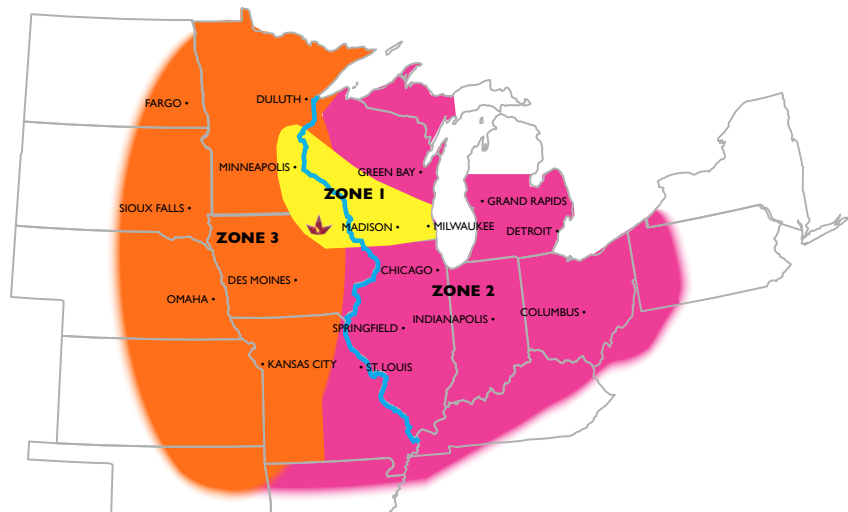 FARGO
DULUTH
MINNEAPOLIS
GREEN BAY
ZONE 1
GRAND RAPIDS
SIOUX FALLS
MADISON
MILWAUKEE
DETROIT
ZONE 3
CHICAGO
DES MOINES
ZONE 2
OMAHA
COLUMBUS
INDIANAPOLIS
SPRINGFIELD
KANSAS CITY
ST. LOUIS